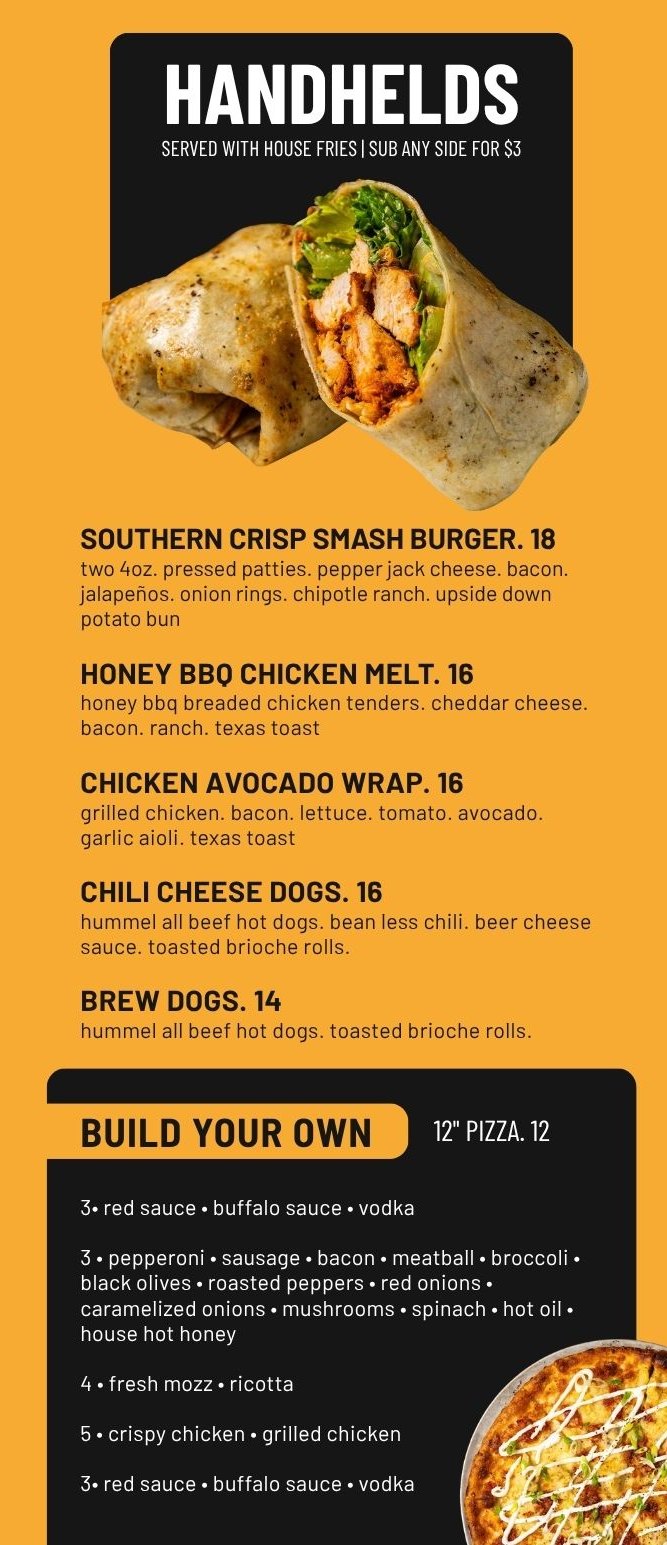 HANDHELDS
SERVED WITH HOUSE FRIES | SUB ANY SIDE FOR $3
SOUTHERN CRISP SMASH BURGER. 18
two 4oz. pressed patties. pepper jack cheese. bacon.
jalapeños. onion rings. chipotle ranch. upside down
potato bun
HONEY BBQ CHICKEN MELT. 16
honey bbq breaded chicken tenders. cheddar cheese.
bacon. ranch. texas toast
CHICKEN AVOCADO WRAP. 16
grilled chicken. bacon. lettuce. tomato. avocado.
garlic aioli. texas toast
CHILI CHEESE DOGS. 16
hummel all beef hot dogs. bean less chili. beer cheese
sauce. toasted brioche rolls.
BREW DOGS. 14
hummel all beef hot dogs. toasted brioche rolls.
BUILD YOUR OWN 12" PIZZA. 12
3• red sauce • buffalo sauce • vodka
3 • pepperoni • sausage • bacon • meatball • broccoli •
black olives • roasted peppers • red onions •
caramelized onions • mushrooms • spinach • hot oil •
house hot honey
4 • fresh mozz • ricotta
5 • crispy chicken • grilled chicken
3• red sauce • buffalo sauce • vodka